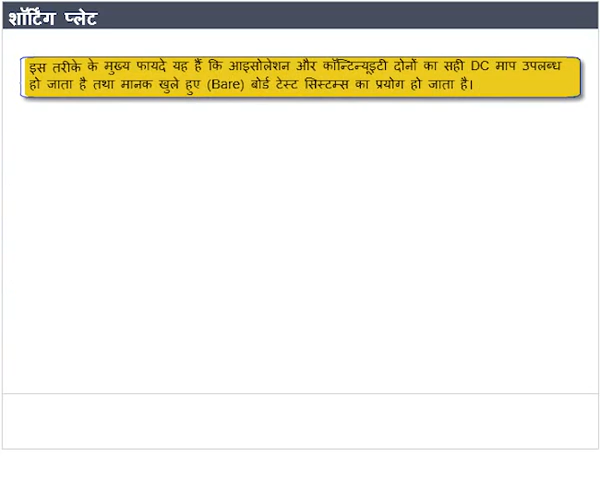 शॉर्टिंग प्लेट
इस तरीके के मुख्य फायदे यह हैं कि आइसोलेशन और कॉन्टिन्यूइटी दोनों का सही DC माप उपलब्ध
हो जाता है तथा मानक खुले हुए (Bare) बोर्ड टेस्ट सिस्टम्स का प्रयोग हो जाता है।